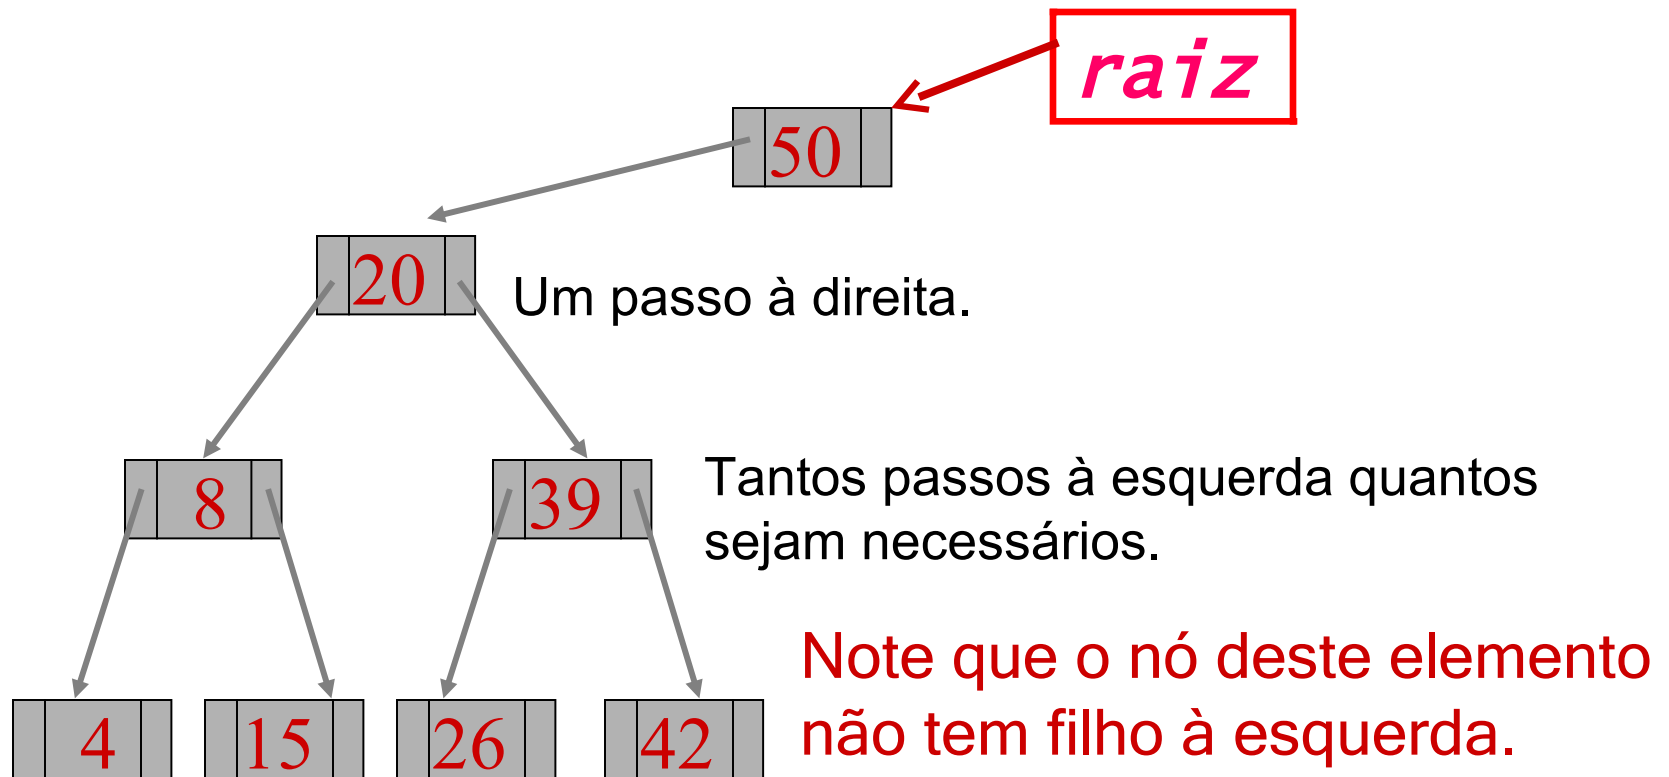 raiz
50
20
Um passo à direita.
8
39
Tantos passos à esquerda quantos
sejam necessários.
Note que o nó deste elemento
não tem filho à esquerda.
4
15
26
42